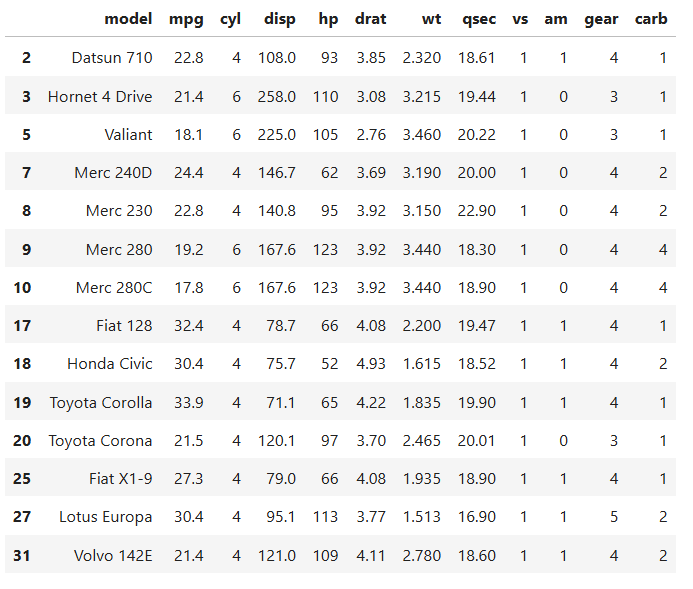 model mpg cyl disp hp drat wt qsec vs am gear carb
2 Datsun 710 22.8 4 108.0 93 3.85 2.320 18.61 1 1 4 1
3 Hornet 4 Drive 21.4 6 258.0 110 3.08 3.215 19.44 1 0 3 1
5 Valiant 18.1 6 225.0 105 2.76 3.460 20.22 1 0 3 1
7 Merc 240D 24.4 4 146.7 62 3.69 3.190 20.00 1 0 4 2
8 Merc 230 22.8 4 140.8 95 3.92 3.150 22.90 1 0 4 2
9 Merc 280 19.2 6 167.6 123 3.92 3.440 18.30 1 0 4 4
10 Merc 280C 17.8 6 167.6 123 3.92 3.440 18.90 1 0 4 4
17 Fiat 128 32.4 4 78.7 66 4.08 2.200 19.47 1 1 4 1
18 Honda Civic 30.4 4 75.7 52 4.93 1.615 18.52 1 1 4 2
19 Toyota Corolla 33.9 4 71.1 65 4.22 1.835 19.90 1 1 4 1
20 Toyota Corona 21.5 4 120.1 97 3.70 2.465 20.01 1 0 3 1
25 Fiat X1-9 27.3 4 79.0 66 4.08 1.935 18.90 1 1 4 1
27 Lotus Europa 30.4 4 95.1 113 3.77 1.513 16.90 1 1 5 2
31 Volvo 142E 21.4 4 121.0 109 4.11 2.780 18.60 1 1 4 2